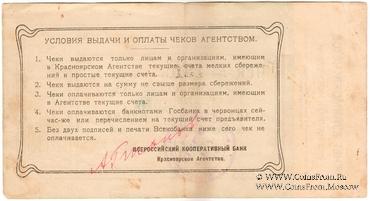 УСЛОВИЯ ВЫДАЧИ И ОПЛАТЫ ЧЕКОВ АГЕНТСТВОМ.
1. Чеки выдаются только лицам и организациям, имеющим
в Красноярском Агентстве текущие счета мелких сбереже-
ний и простые текущие счета.
2. Чеки выдаются на сумму не свыше размера сбережений.
3. Чеки оплачиваются только лицам и организациям, имеющим
в Агентстве текущие счета.
4. Чеки оплачиваются банкнотами Госбанка в червонцах сей-
час-же или перечислением на текущий счет предъявителя.
5. Без двух подписей и печати Всекобанка ниже сего чек не
оплачивается.
ВСЕРОССИЙСКИЙ КООПЕРАТИВНЫЙ БАНК
Красноярское Агентство.
© www.CoinsFrom.Ru
CoinsFrom.Moscow